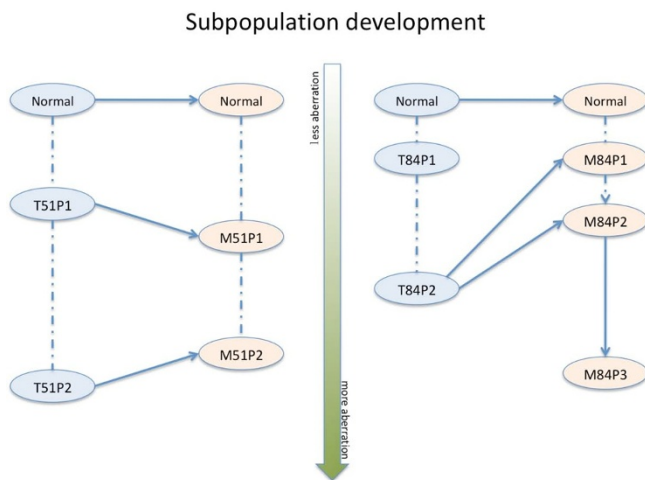 Subpopulation development
Normal
Normal
T51P1
M51P1
M51P2
T51P2
less aberration
more aberration
Normal
Normal
T84P1
M84P1
M84P2
T84P2
M84P3